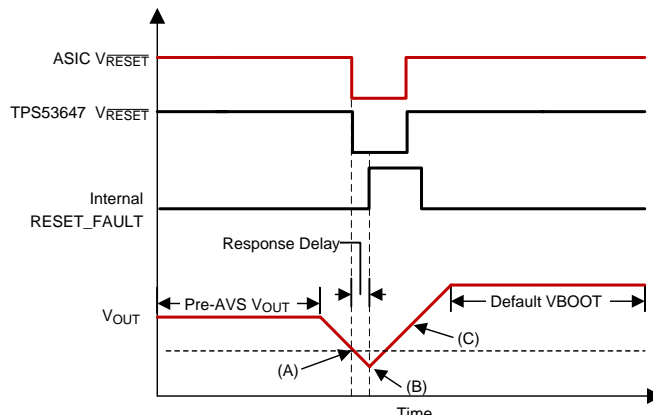 ASIC VRESET
TPS53647 VRESET
Internal
RESET_FAULT
Response Delay
Pre-AVS VOUT
Default VBOOT
VOUT
(C)
(A)
(B)
Time